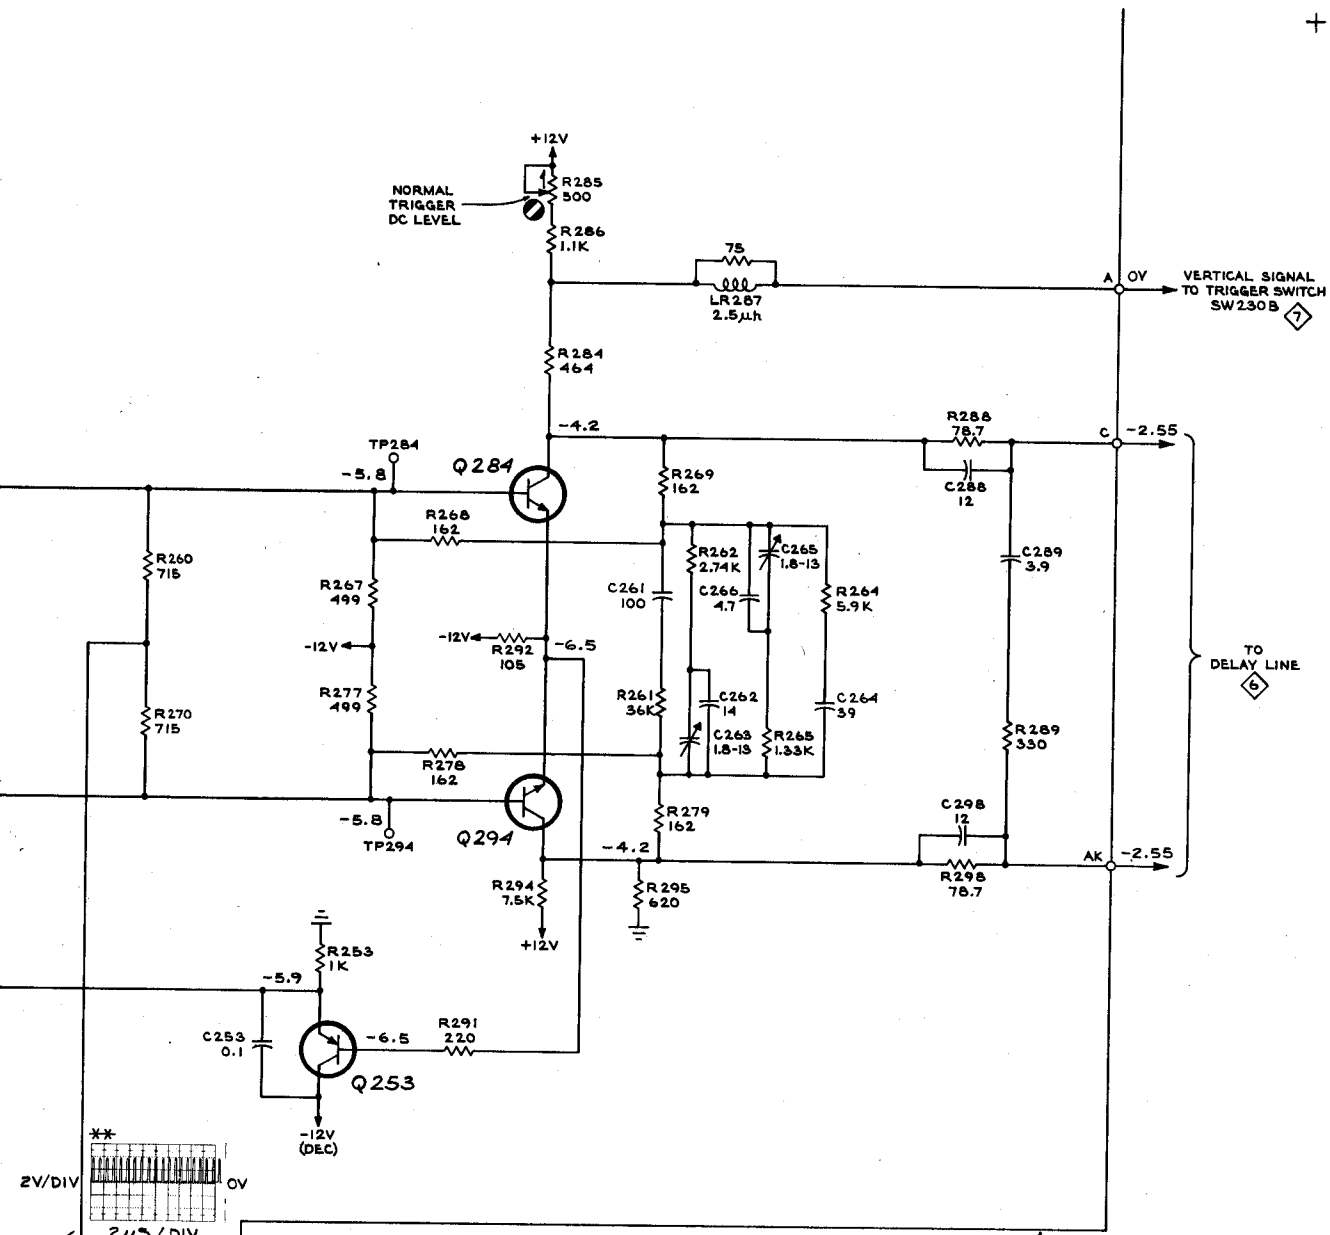 +12V
R285
500
NORMAL
TRIGGER
DC LEVEL
R286
1.1K
75
LR287
2.5μh
A
0V
VERTICAL SIGNAL
TO TRIGGER SWITCH
SW230B
7
R284
464
-4.2
R288
78.7
C
-2.55
TP284
-5.8
Q284
R269
162
C288
12
R268
162
R260
715
R262
2.74K
C265
1.8-13
C289
3.9
R267
499
C261
100
C266
4.7
R264
5.9K
-12V
-12V
R292
105
-6.5
TO
DELAY LINE
6
R277
499
R261
36K
C262
14
C264
39
R270
715
C263
1.8-13
R265
1.33K
R289
330
R278
162
-5.8
TP294
Q294
R279
162
C298
12
-4.2
AK
-2.55
R294
7.5K
R295
620
R298
78.7
+12V
R253
1K
-5.9
C253
0.1
-6.5
R291
220
Q253
-12V
(DEC)
**
2V/DIV
0V
2μS/DIV